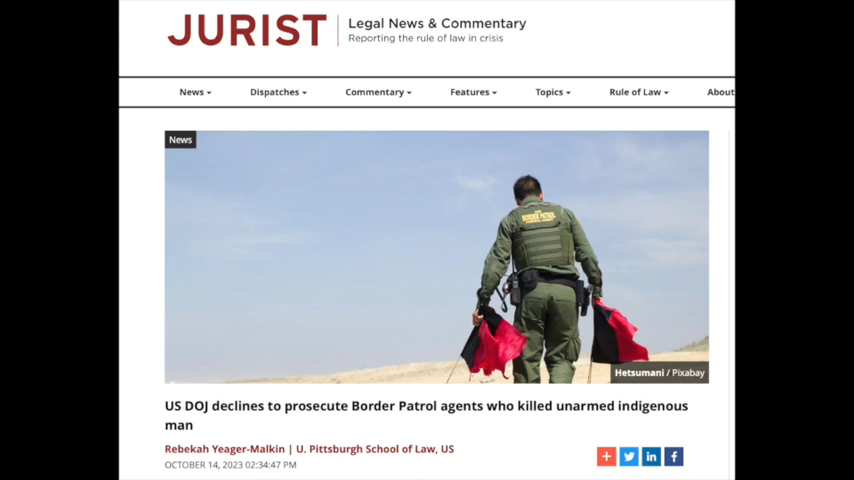 JURIST
Legal News & Commentary
Reporting the rule of law in crisis
News
Dispatches
Commentary
Features
Topics
Rule of Law
About
News
U.S. BORDER PATROL
Hetsumani / Pixabay
US DOJ declines to prosecute Border Patrol agents who killed unarmed indigenous
man
Rebekah Yeager-Malkin | U. Pittsburgh School of Law, US
OCTOBER 14, 2023 02:34:47 PM